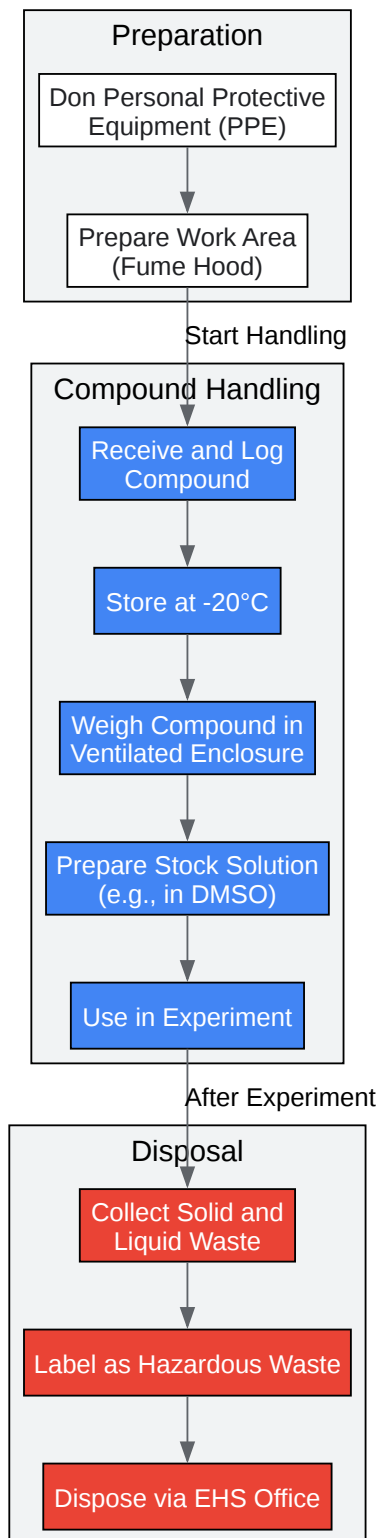 Preparation
Don Personal Protective
Equipment (PPE)
Prepare Work Area
(Fume Hood)
Start Handling
Compound Handling
Receive and Log
Compound
Store at -20°C
Weigh Compound in
Ventilated Enclosure
Prepare Stock Solution
(e.g., in DMSO)
Use in Experiment
After Experiment
Disposal
Collect Solid and
Liquid Waste
Label as Hazardous Waste
Dispose via EHS Office